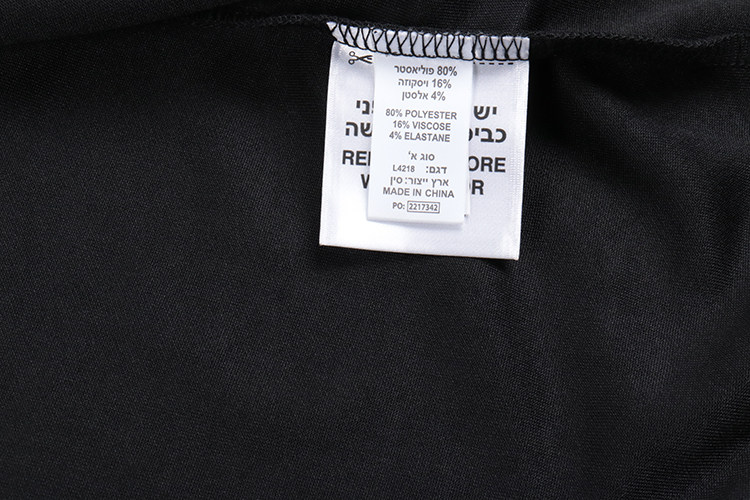 80% פוליאסטר
16% ויסקוזה
4% אלסטן
80% POLYESTER
16% VISCOSE
4% ELASTANE
סוג א'
דגם: L4218
ארץ ייצור: סין
MADE IN CHINA
PO: 2217342